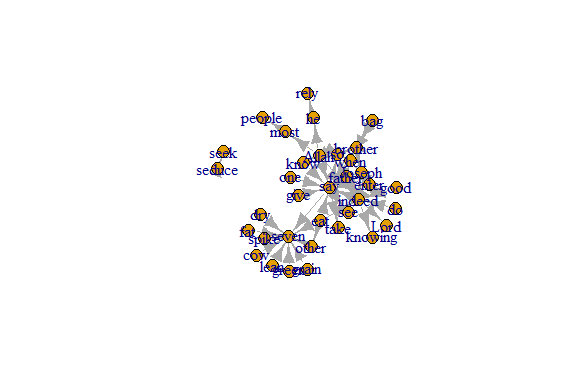 rely
people
he
bag
most
seek
brother
Allah
know
when
seduce
Joseph
one
father
enter
say
good
give
indeed
see
do
dry
eat
Lord
fat
take
spike
seven
knowing
other
cow
lean
green